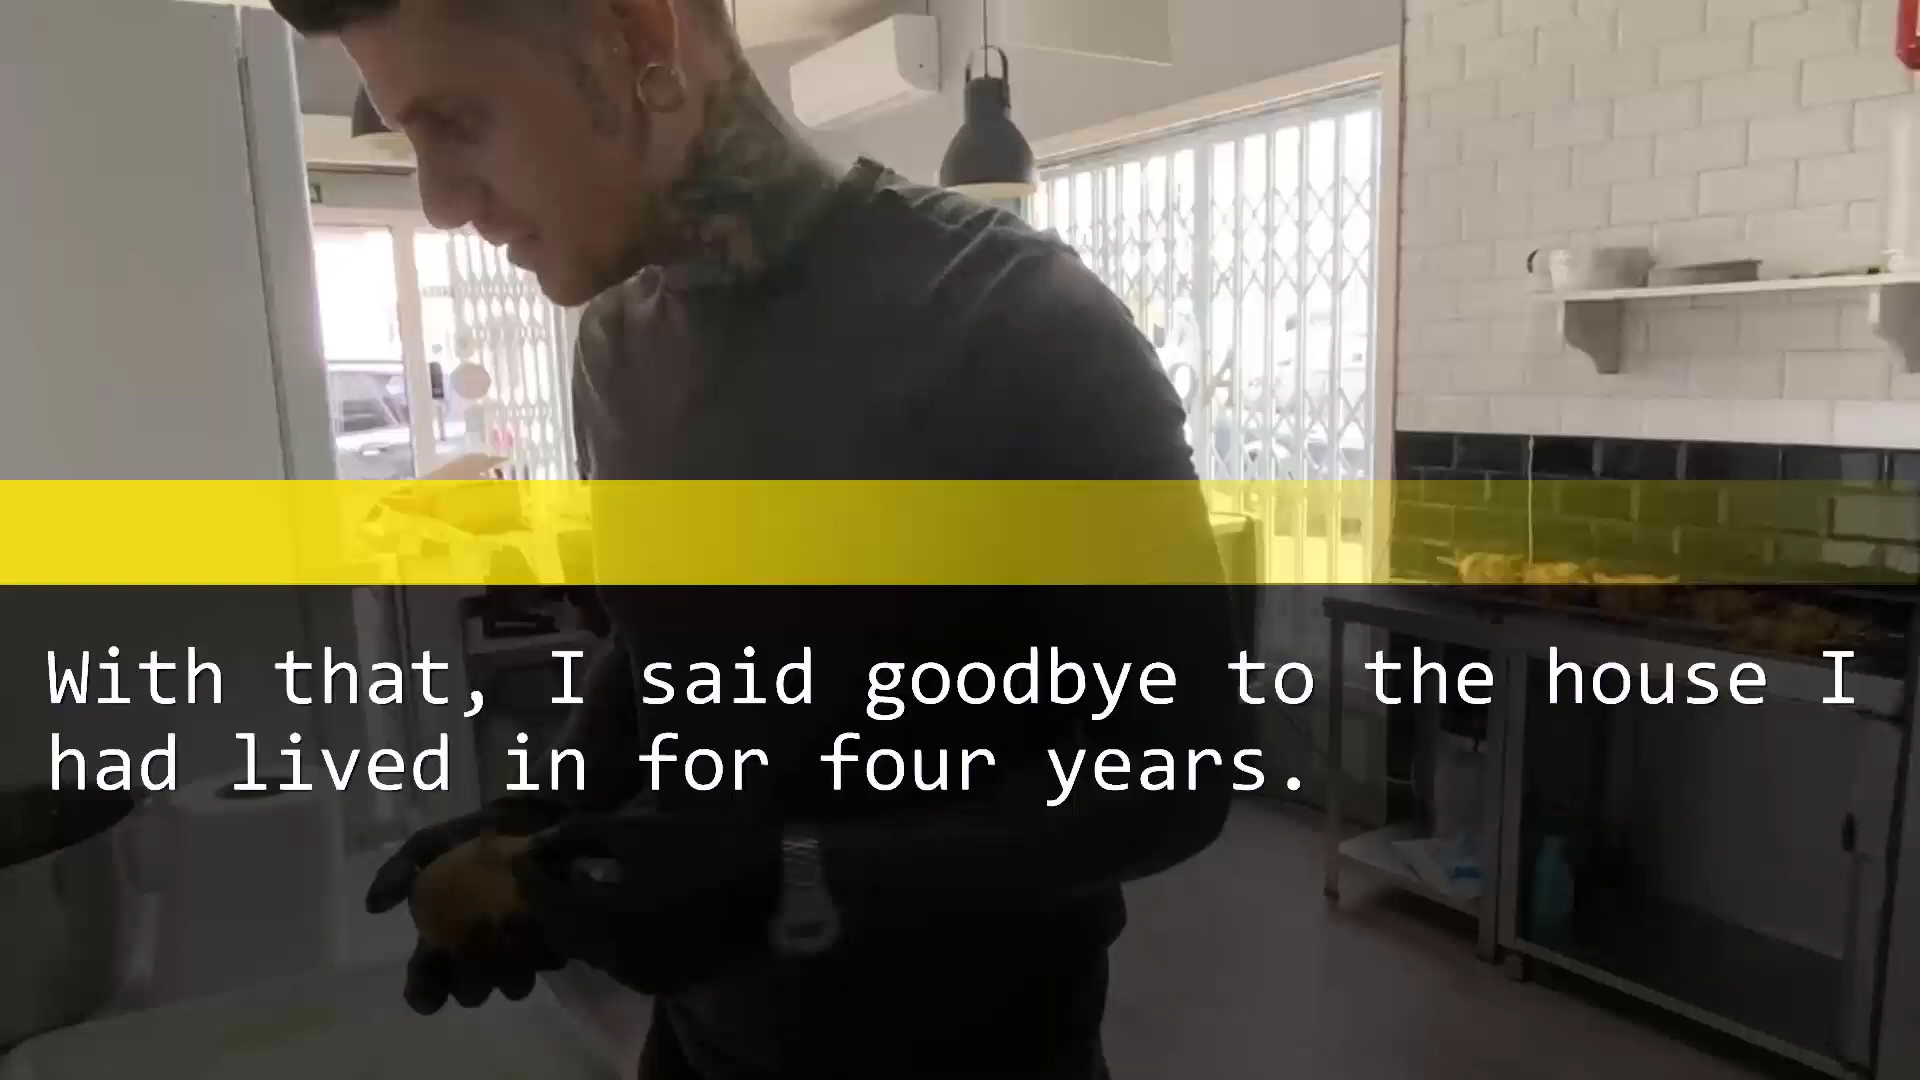 With that, I said goodbye to the house I
had lived in for four years.